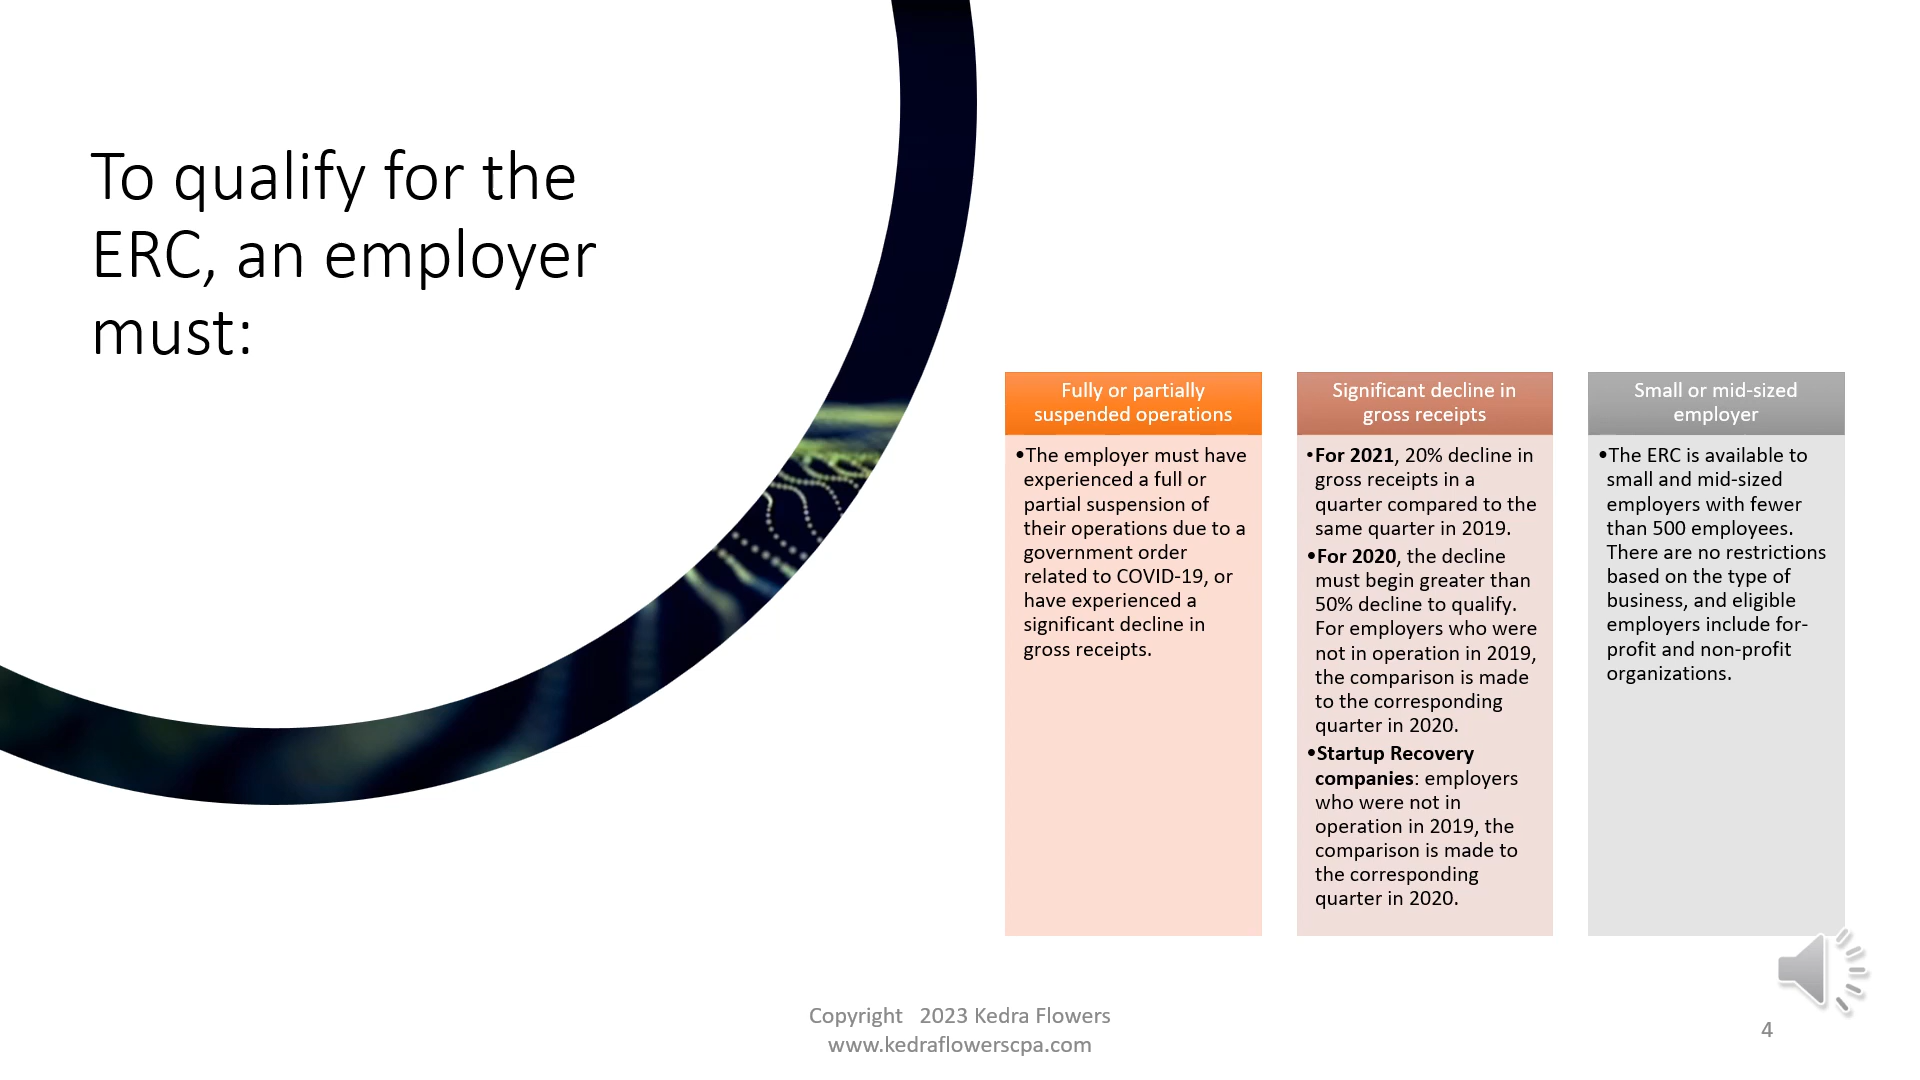 To qualify for the
ERC, an employer
must:
Fully or partially
suspended operations
•The employer must have
experienced a full or
partial suspension of
their operations due to a
government order
related to COVID-19, or
have experienced a
significant decline in
gross receipts.
Significant decline in
gross receipts
•For 2021, 20% decline in
gross receipts in a
quarter compared to the
same quarter in 2019.
•For 2020, the decline
must begin greater than
50% decline to qualify.
For employers who were
not in operation in 2019,
the comparison is made
to the corresponding
quarter in 2020.
•Startup Recovery
companies: employers
who were not in
operation in 2019, the
comparison is made to
the corresponding
quarter in 2020.
Small or mid-sized
employer
•The ERC is available to
small and mid-sized
employers with fewer
than 500 employees.
There are no restrictions
based on the type of
business, and eligible
employers include for-
profit and non-profit
organizations.
Copyright 2023 Kedra Flowers
www.kedraflowerscpa.com
4